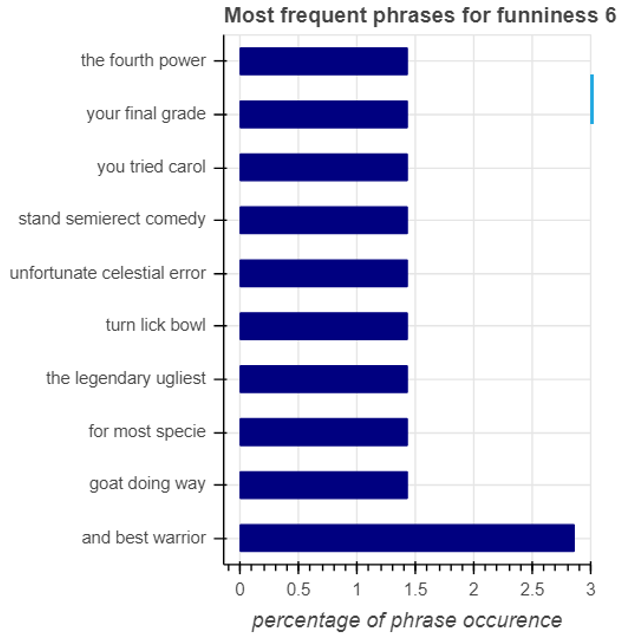 Most frequent phrases for funniness 6
the fourth power
your final grade
you tried carol
stand semierect comedy
unfortunate celestial error
turn lick bowl
the legendary ugliest
for most specie
goat doing way
and best warrior
0 0.5 1 1.5 2 2.5 3
percentage of phrase occurence